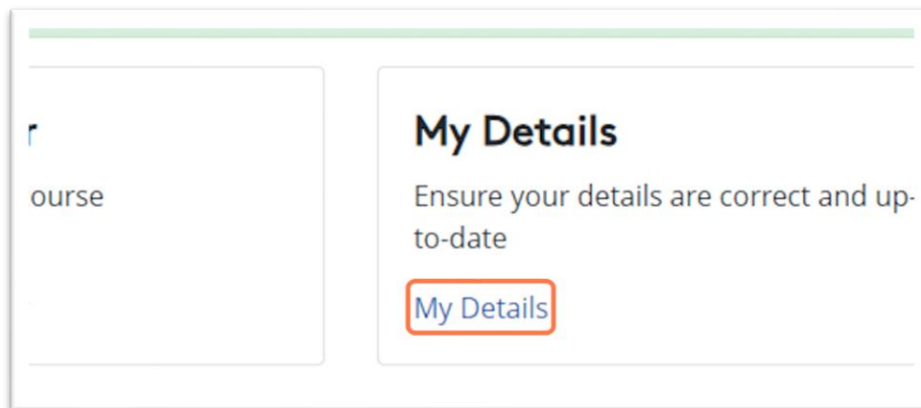 My Details
ourse
Ensure your details are correct and up-
to-date
My Details